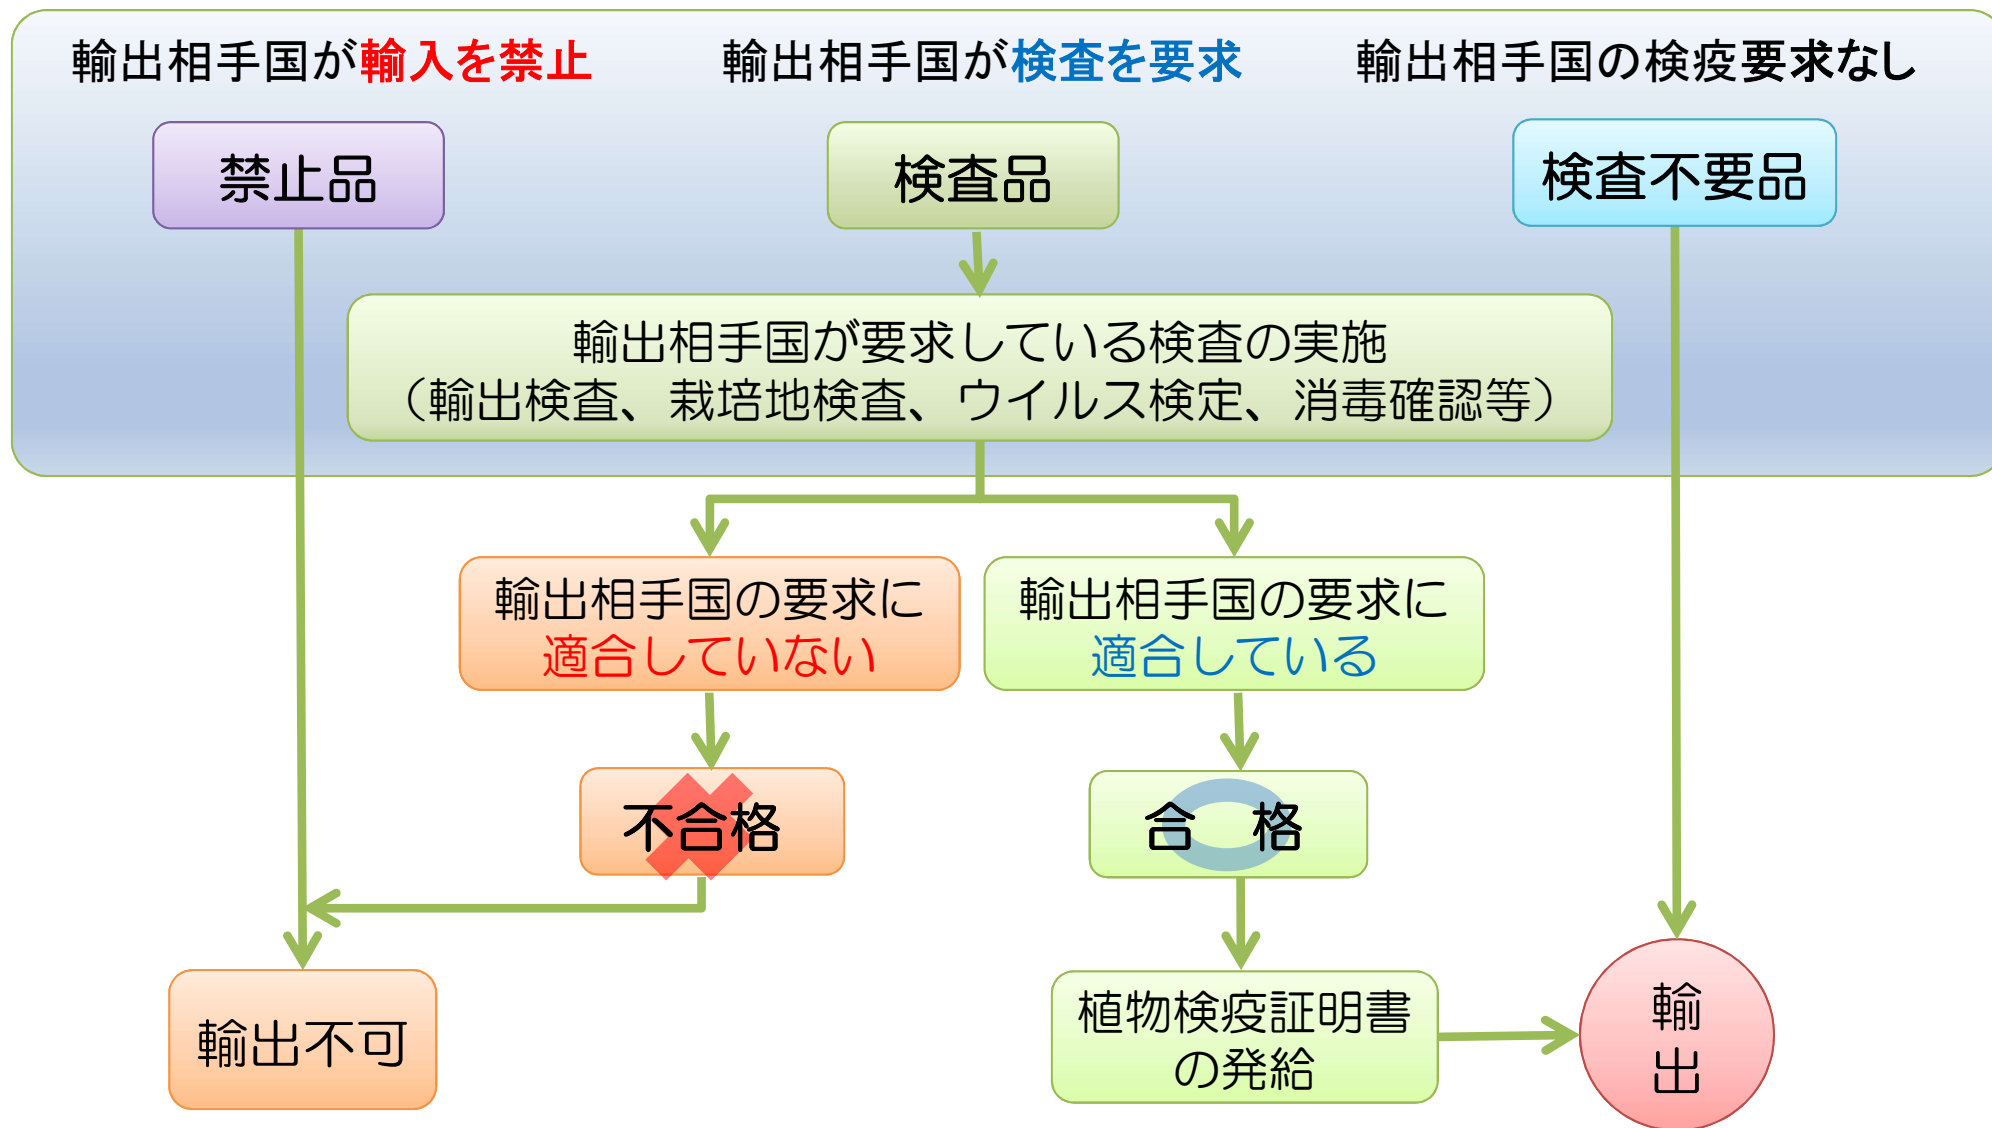 輸出相手国が輸入を禁止
輸出相手国が検査を要求
輸出相手国の検疫要求なし
禁止品
検査品
検査不要品
輸出相手国が要求している検査の実施
(輸出検査、栽培地検査、ウイルス検定、消毒確認等)
輸出相手国の要求に
適合していない
輸出相手国の要求に
適合している
不合格
合 格
輸出不可
植物検疫証明書
の発給
輸
出